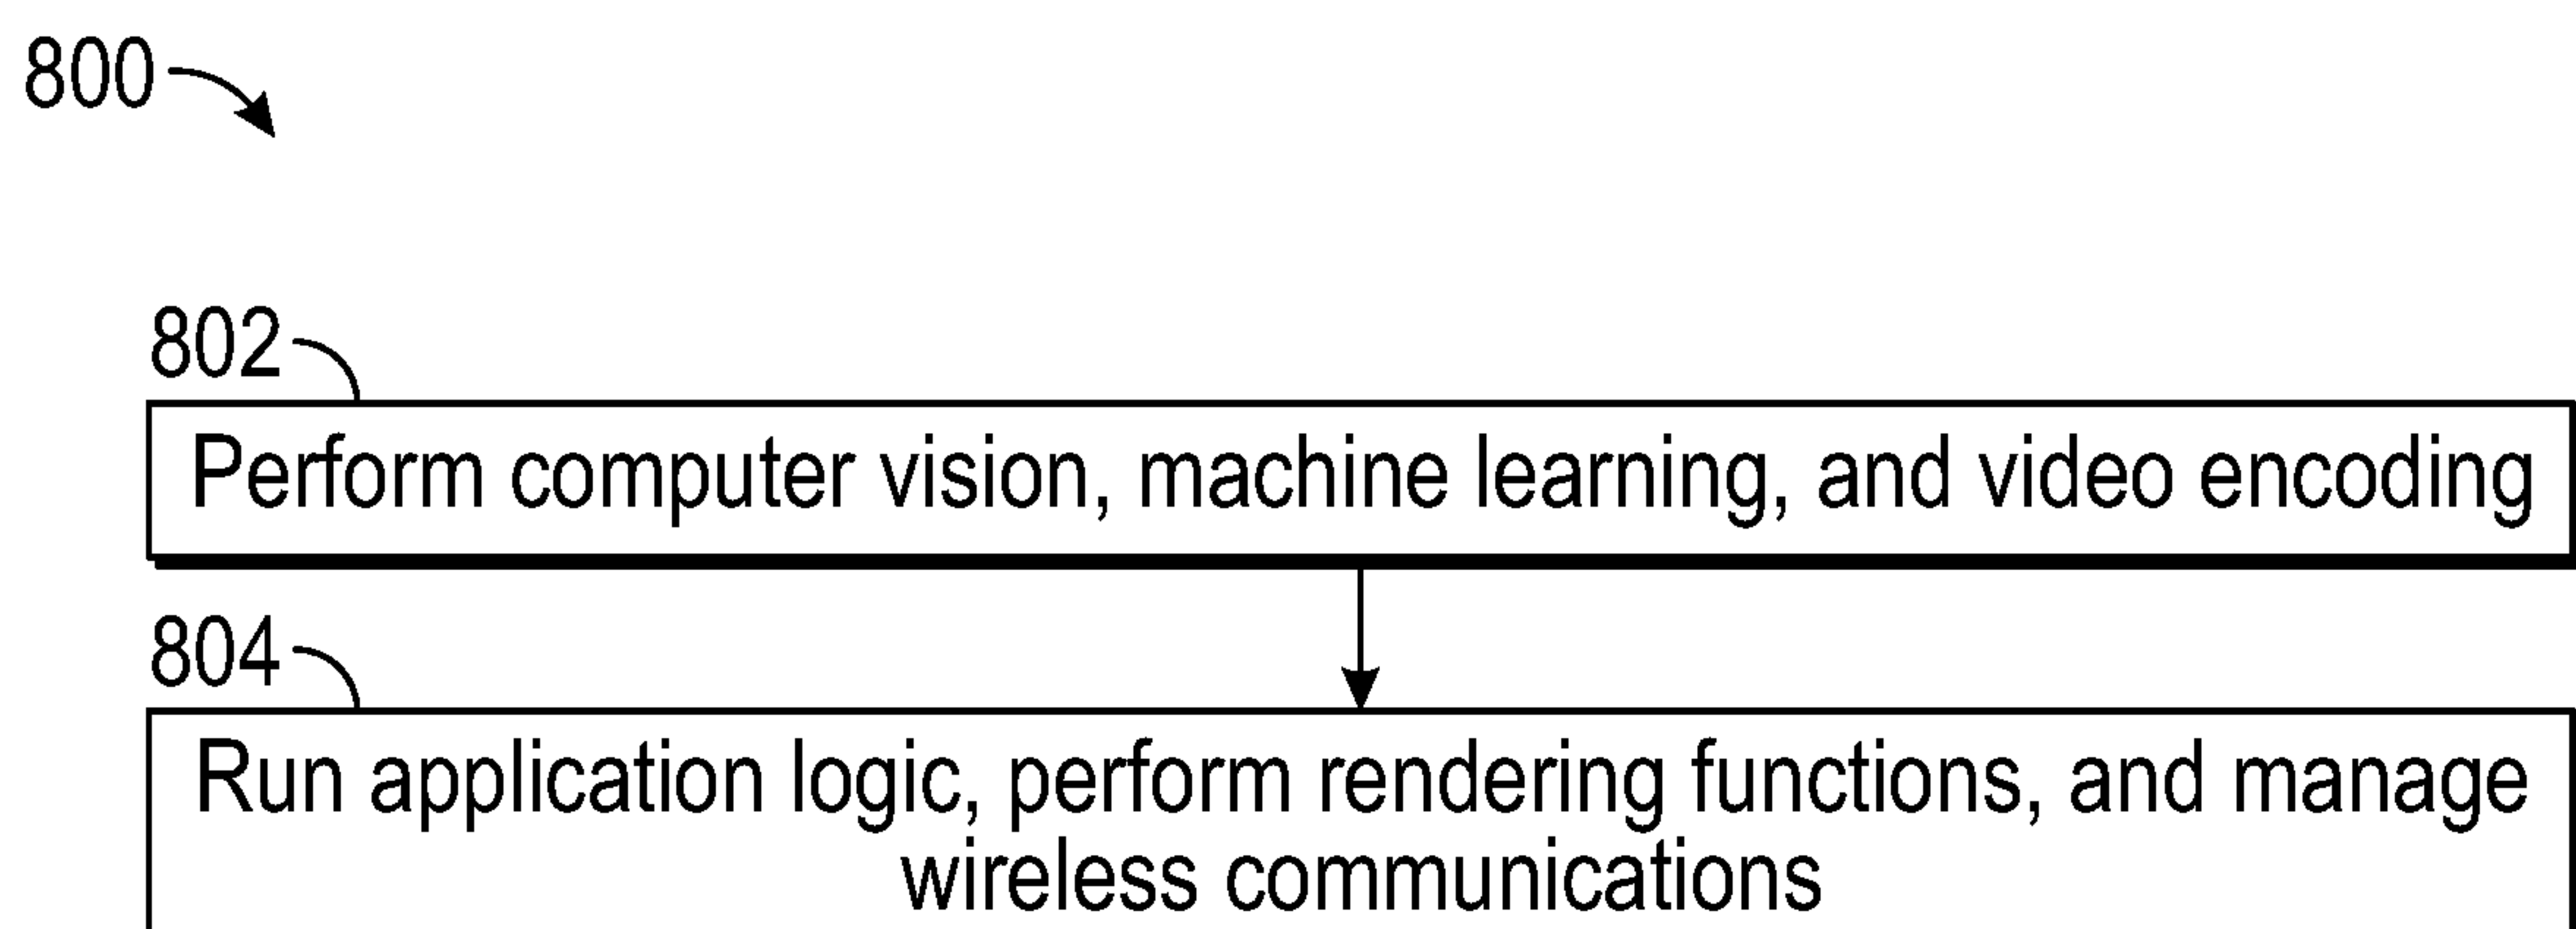 800
802
Perform computer vision, machine learning, and video encoding
804
Run application logic, perform rendering functions, and manage
wireless communications